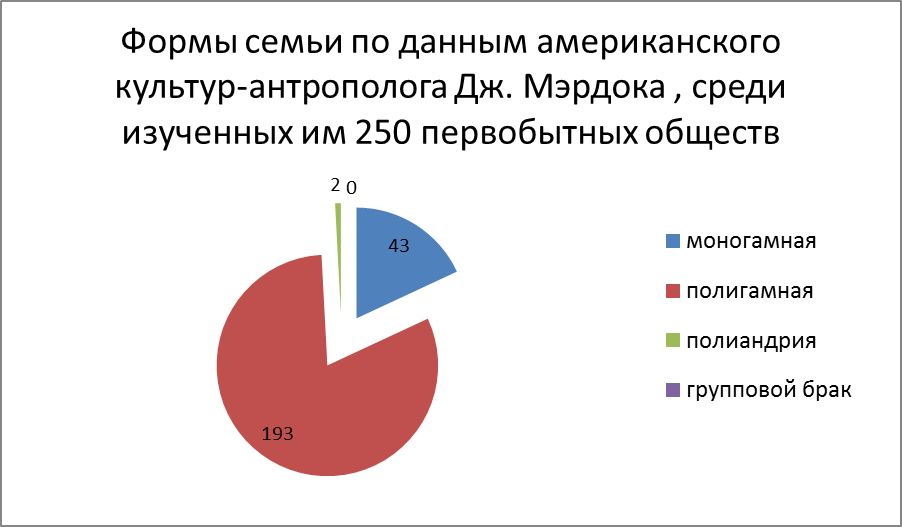 Формы семьи по данным американского
культур-антрополога Дж. Мэрдока , среди
изученных им 250 первобытных обществ
2 0
43
193
моногамная
полигамная
полиандрия
групповой брак